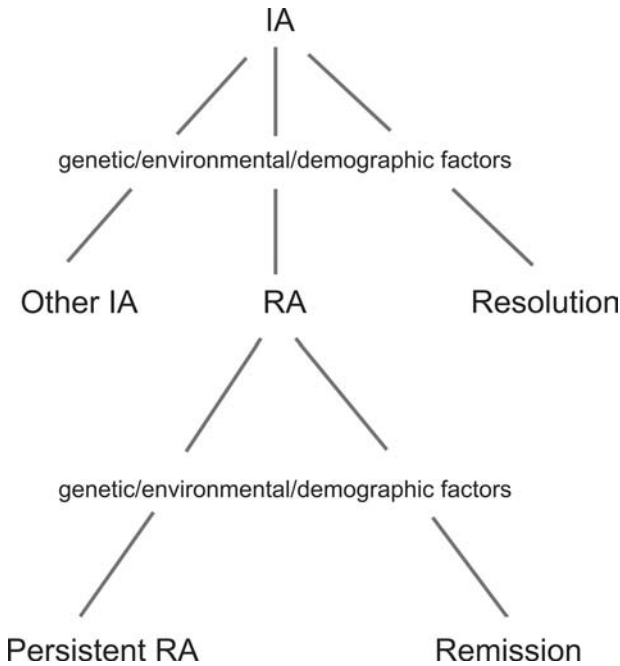 IA
genetic/environmental/demographic factors
Other IA RA Resolution
genetic/environmental/demographic factors
Persistent RA Remission